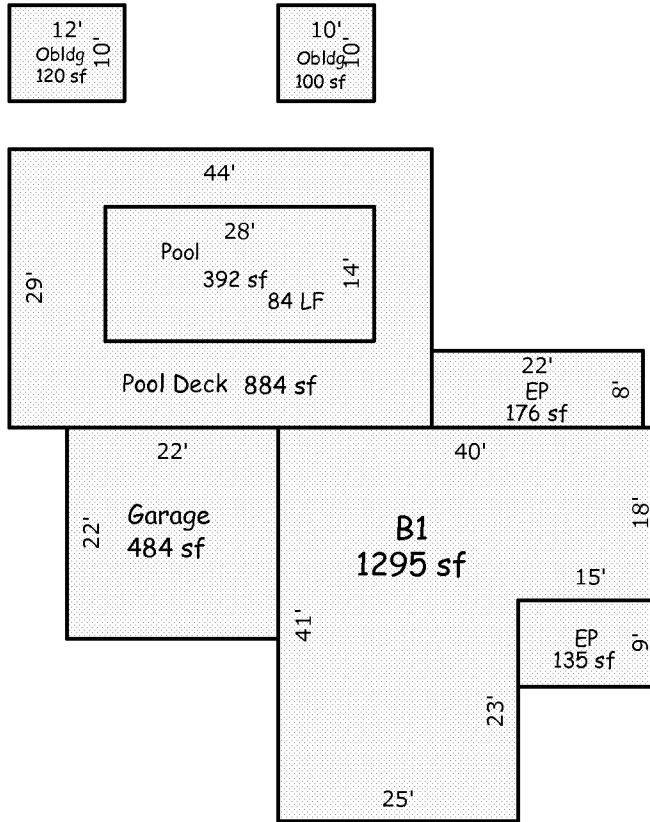 12'
Obldg 10'
120 sf
10'
Obldg 10'
100 sf
44'
28'
Pool
392 sf
14'
84 LF
29'
Pool Deck 884 sf
22'
EP
8'
176 sf
22'
40'
Garage
22'
484 sf
B1
1295 sf
18'
15'
41'
EP
9'
135 sf
23'
25'